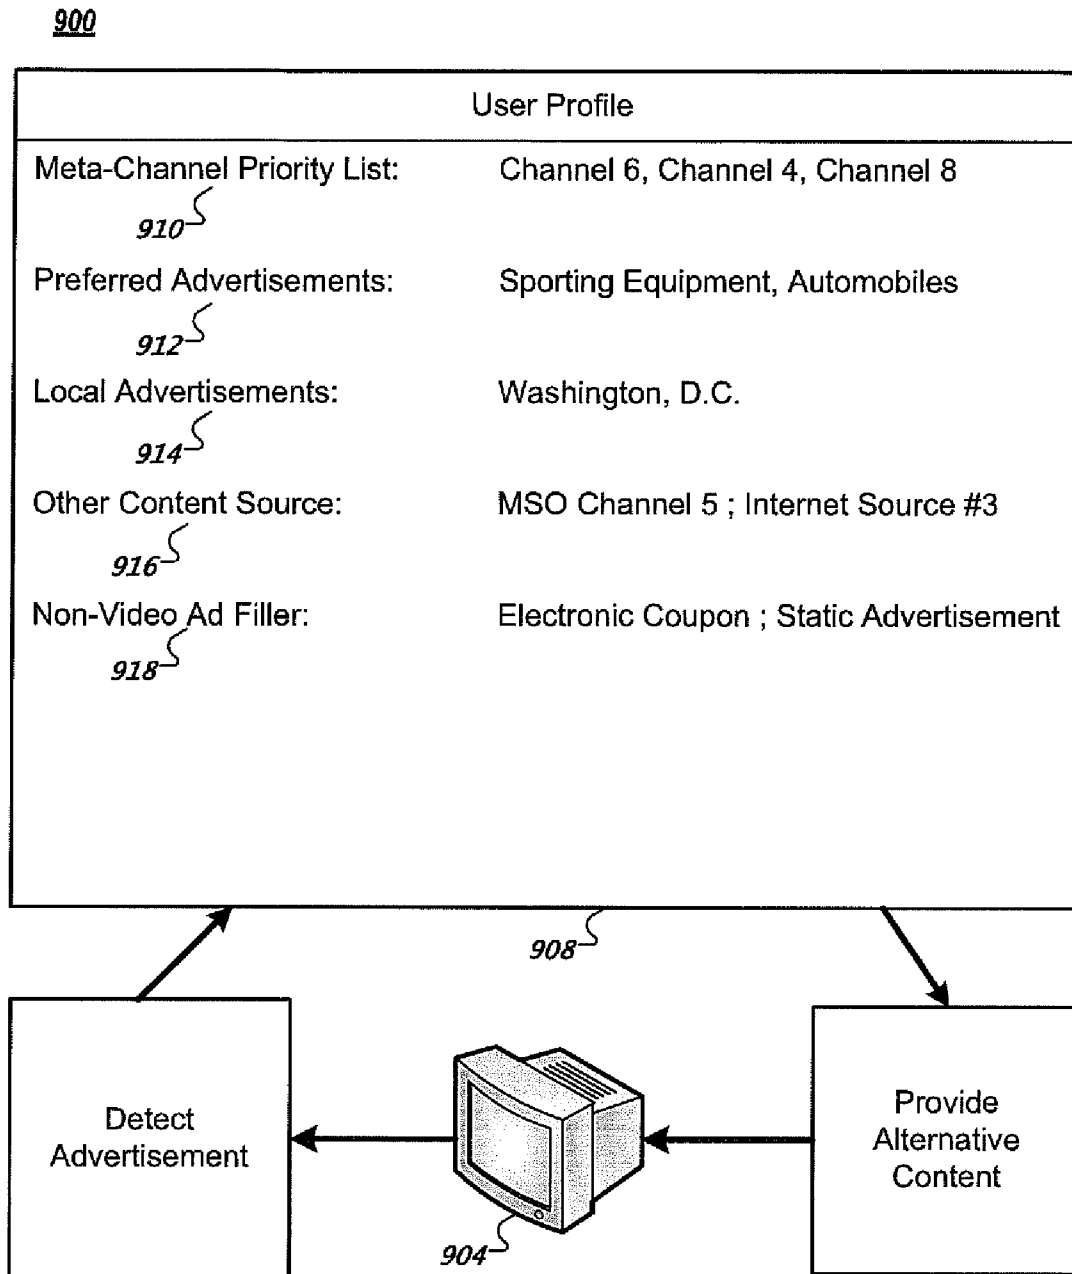 900
User Profile
Meta-Channel Priority List: Channel 6, Channel 4, Channel 8
910
Preferred Advertisements: Sporting Equipment, Automobiles
912
Local Advertisements: Washington, D.C.
914
Other Content Source: MSO Channel 5 ; Internet Source #3
916
Non-Video Ad Filler: Electronic Coupon ; Static Advertisement
918
908
Detect
Advertisement
904
Provide
Alternative
Content